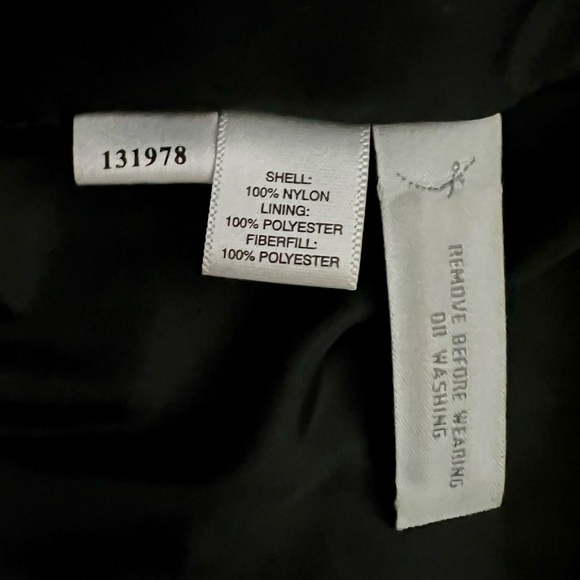 131978
SHELL:
100% NYLON
LINING:
100% POLYESTER
FIBERFILL:
100% POLYESTER
REMOVE BEFORE WEARING
OR WASHING